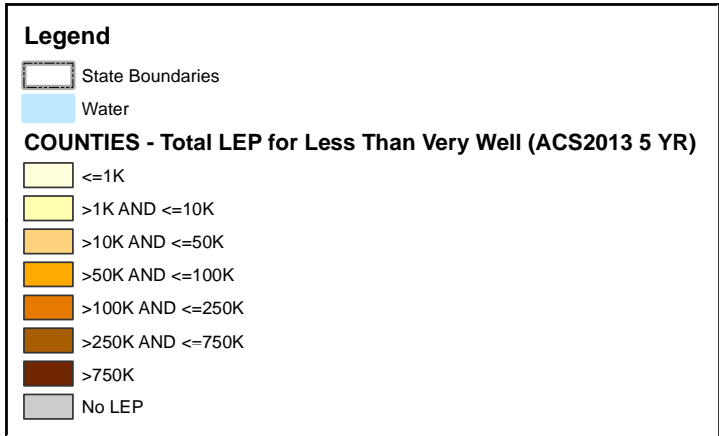 Legend
State Boundaries
Water
COUNTIES - Total LEP for Less Than Very Well (ACS2013 5 YR)
<=1K
>1K AND <=10K
>10K AND <=50K
>50K AND <=100K
>100K AND <=250K
>250K AND <=750K
>750K
No LEP